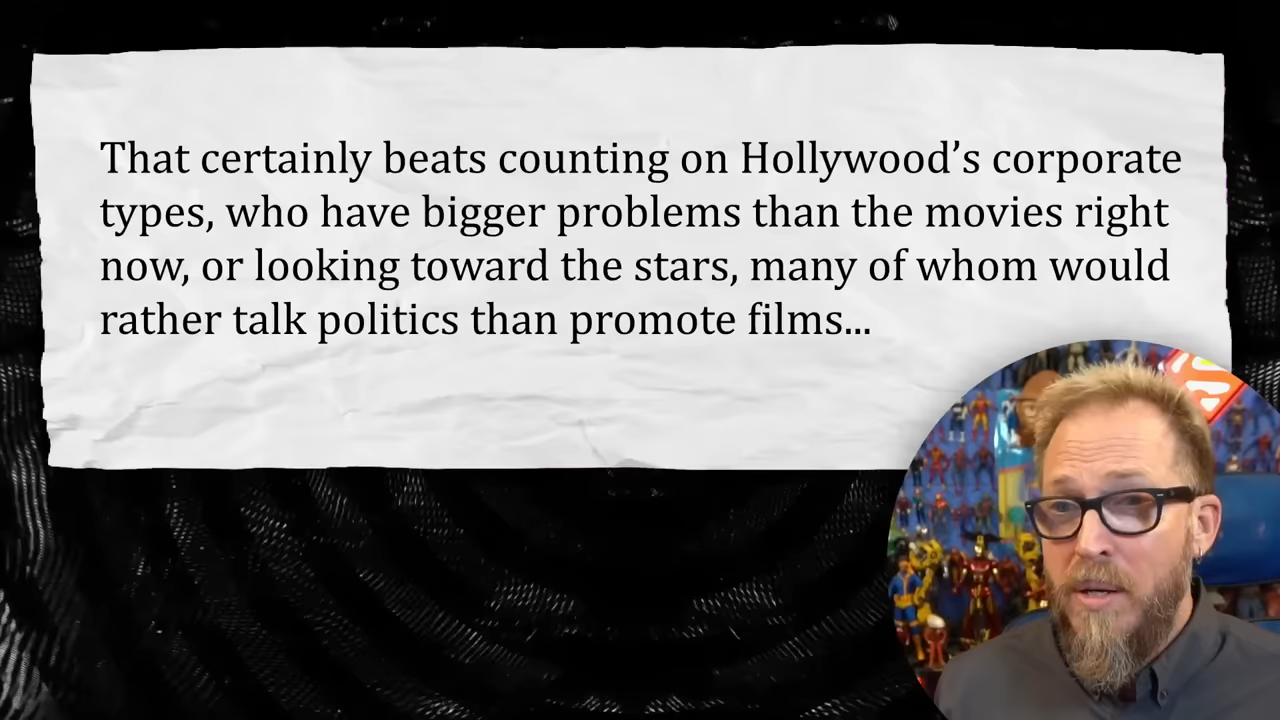 That certainly beats counting on Hollywood’s corporate
types, who have bigger problems than the movies right
now, or looking toward the stars, many of whom would
rather talk politics than promote films...